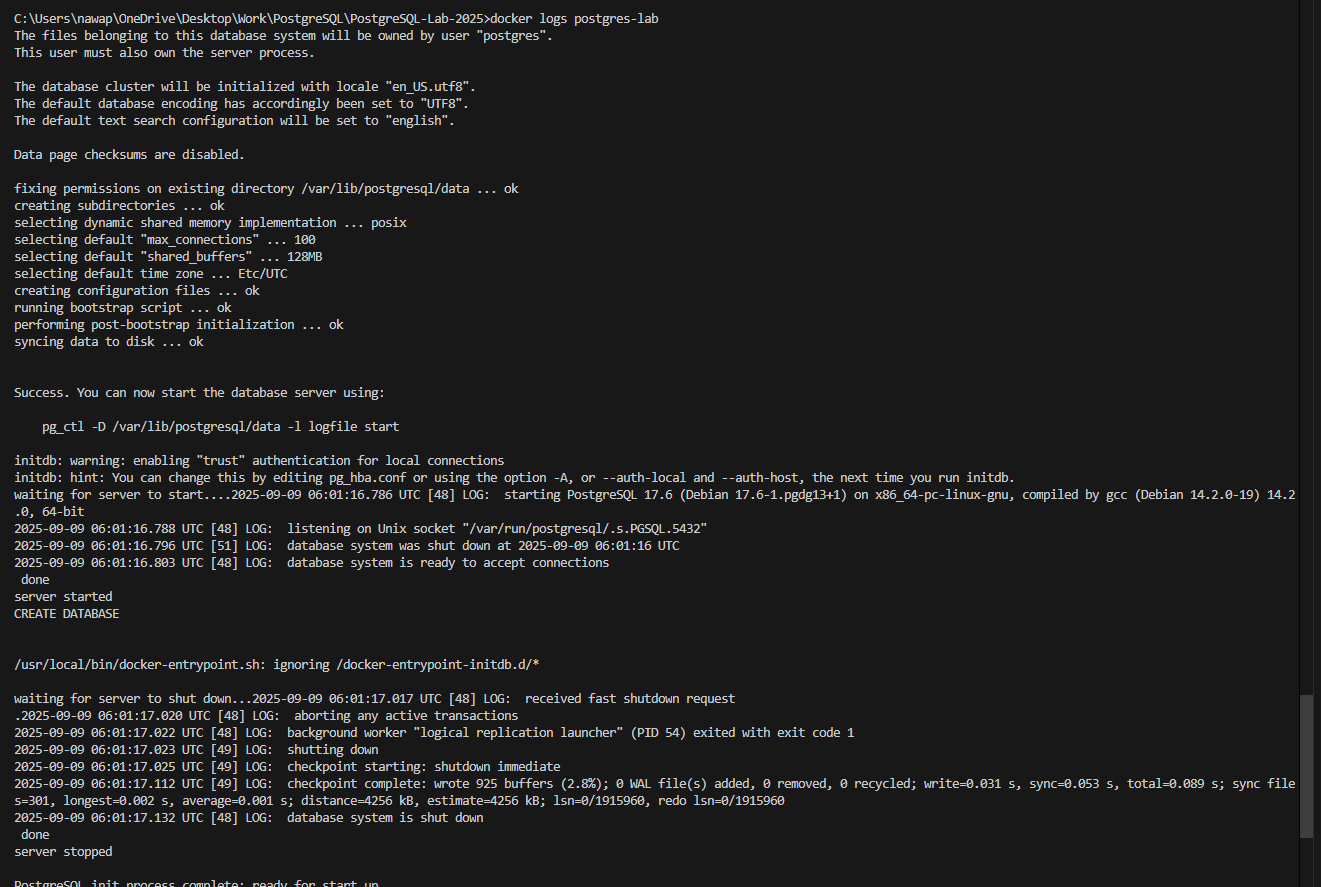 C:\Users\nawap\OneDrive\Desktop\Work\PostgreSQL\PostgreSQL-Lab-2025>docker logs postgres-lab
The files belonging to this database system will be owned by user "postgres".
This user must also own the server process.
The database cluster will be initialized with locale "en_US.utf8".
The default database encoding has accordingly been set to "UTF8".
The default text search configuration will be set to "english".
Data page checksums are disabled.
fixing permissions on existing directory /var/lib/postgresql/data ... ok
creating subdirectories ... ok
selecting dynamic shared memory implementation ... posix
selecting default "max_connections" ... 100
selecting default "shared_buffers" ... 128MB
selecting default time zone ... Etc/UTC
creating configuration files ... ok
running bootstrap script ... ok
performing post-bootstrap initialization ... ok
syncing data to disk ... ok
Success. You can now start the database server using:
    pg_ctl -D /var/lib/postgresql/data -l logfile start
initdb: warning: enabling "trust" authentication for local connections
initdb: hint: You can change this by editing pg_hba.conf or using the option -A, or --auth-local and --auth-host, the next time you run initdb.
waiting for server to start....2025-09-09 06:01:16.786 UTC [48] LOG:  starting PostgreSQL 17.6 (Debian 17.6-1.pgdg13+1) on x86_64-pc-linux-gnu, compiled by gcc (Debian 14.2.0-19) 14.2
.0, 64-bit
2025-09-09 06:01:16.788 UTC [48] LOG:  listening on Unix socket "/var/run/postgresql/.s.PGSQL.5432"
2025-09-09 06:01:16.796 UTC [51] LOG:  database system was shut down at 2025-09-09 06:01:16 UTC
2025-09-09 06:01:16.803 UTC [48] LOG:  database system is ready to accept connections
 done
server started
CREATE DATABASE
/usr/local/bin/docker-entrypoint.sh: ignoring /docker-entrypoint-initdb.d/*
waiting for server to shut down...2025-09-09 06:01:17.017 UTC [48] LOG:  received fast shutdown request
.2025-09-09 06:01:17.020 UTC [48] LOG:  aborting any active transactions
2025-09-09 06:01:17.022 UTC [48] LOG:  background worker "logical replication launcher" (PID 54) exited with exit code 1
2025-09-09 06:01:17.023 UTC [49] LOG:  shutting down
2025-09-09 06:01:17.025 UTC [49] LOG:  checkpoint starting: shutdown immediate
2025-09-09 06:01:17.112 UTC [49] LOG:  checkpoint complete: wrote 925 buffers (2.8%); 0 WAL file(s) added, 0 removed, 0 recycled; write=0.031 s, sync=0.053 s, total=0.089 s; sync file
s=301, longest=0.002 s, average=0.001 s; distance=4256 kB, estimate=4256 kB; lsn=0/1915960, redo lsn=0/1915960
2025-09-09 06:01:17.132 UTC [48] LOG:  database system is shut down
 done
server stopped
PostgreSQL init process complete; ready for start up.